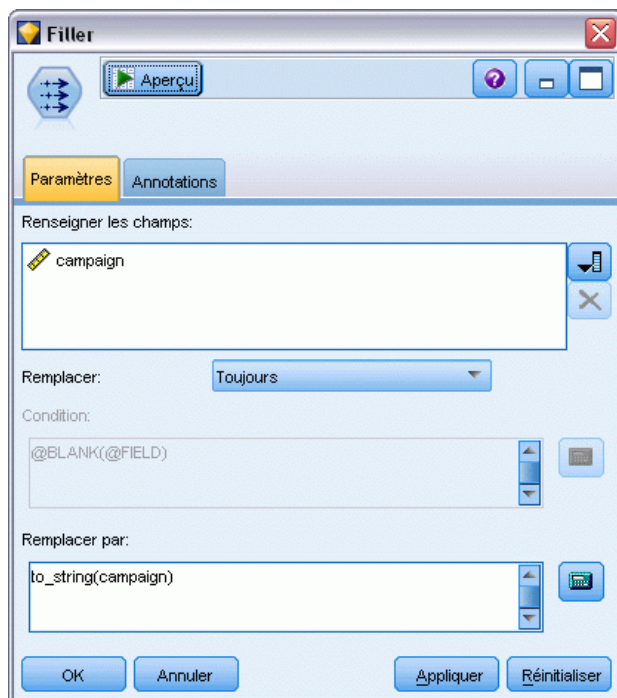 Filler
Aperçu
Paramètres
Annotations
Renseigner les champs:
campaign
Remplacer:
Toujours
Condition:
@BLANK(@FIELD)
Remplacer par:
to_string(campaign)
OK
Annuler
Appliquer
Réinitialiser